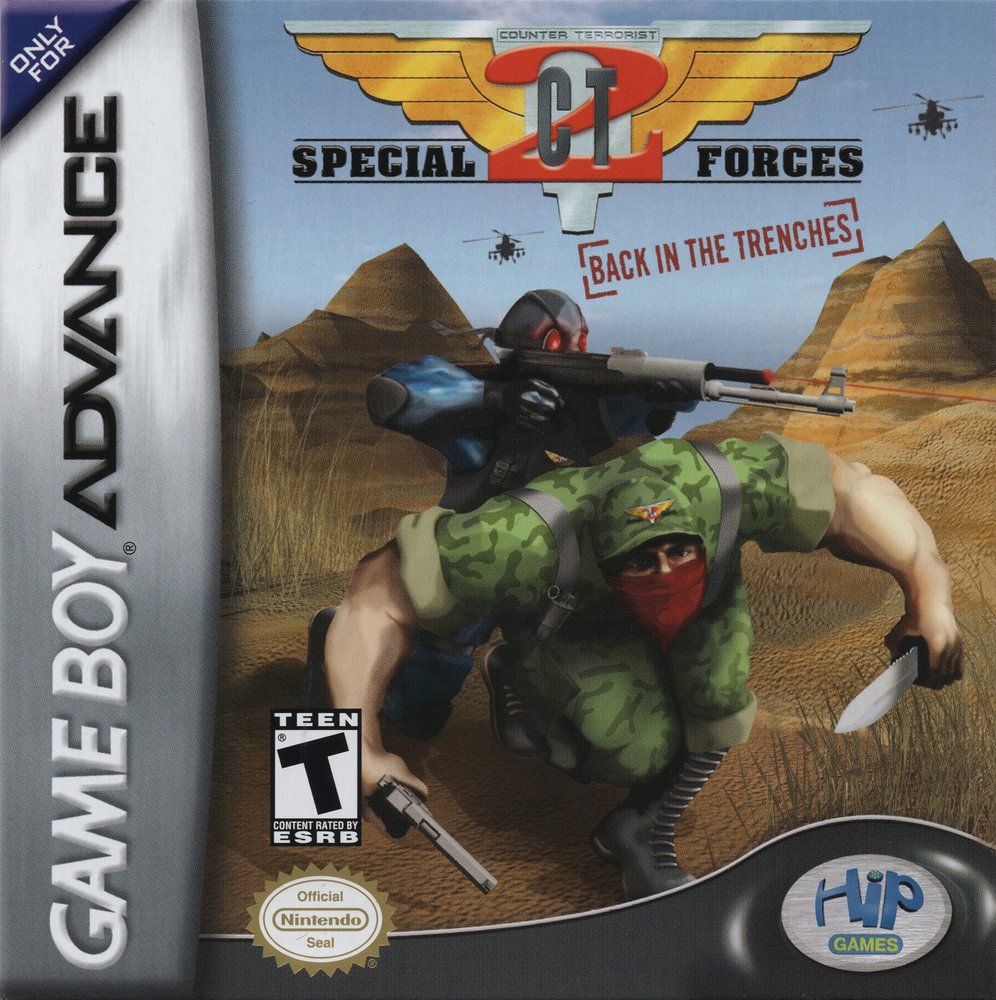 ONLY
FOR
GAME BOY ADVANCE
®
COUNTER TERRORIST
2
CT
SPECIAL FORCES
BACK IN THE TRENCHES
TEEN
®
T
CONTENT RATED BY
ESRB
Official
Nintendo
Seal
®
HiP
GAMES